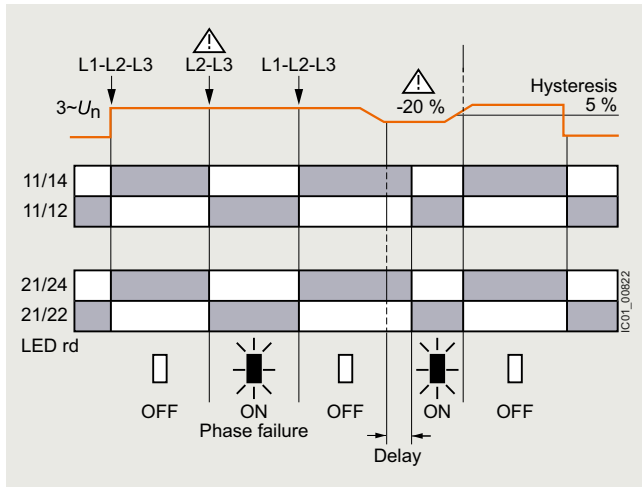 L1-L2-L3 L2-L3 L1-L2-L3
3~Un
-20 %
Hysteresis
5 %
11/14
11/12
21/24
21/22
LED rd
OFF ON OFF ON OFF
Phase failure
Delay
IC01_00822